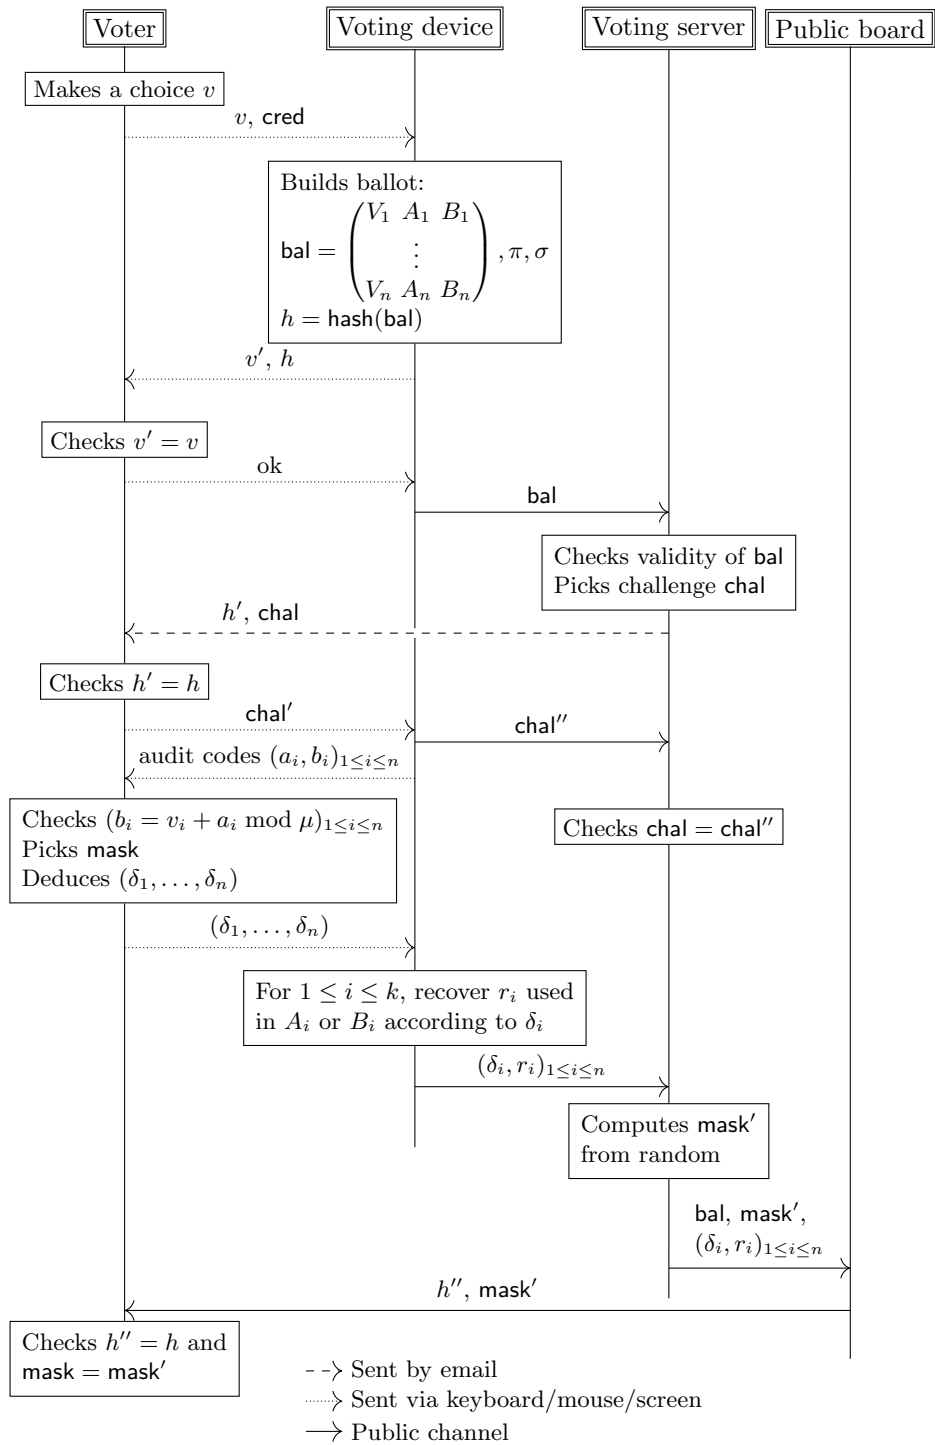 Voter
Voting device
Voting server
Public board
Makes a choice v
v, cred
Builds ballot:
bal = (V₁ A₁ B₁
⋮
Vₙ Aₙ Bₙ), π, σ
h = hash(bal)
v′, h
Checks v′ = v
ok
bal
Checks validity of bal
Picks challenge chal
h′, chal
Checks h′ = h
chal′
chal″
audit codes (aᵢ, bᵢ)₁≤ᵢ≤ₙ
Checks (bᵢ = vᵢ + aᵢ mod μ)₁≤ᵢ≤ₙ
Picks mask
Deduces (δ₁, . . . , δₙ)
Checks chal = chal″
(δ₁, . . . , δₙ)
For 1 ≤ i ≤ k, recover rᵢ used
in Aᵢ or Bᵢ according to δᵢ
(δᵢ, rᵢ)₁≤ᵢ≤ₙ
Computes mask′
from random
bal, mask′,
(δᵢ, rᵢ)₁≤ᵢ≤ₙ
h″, mask′
Checks h″ = h and
mask = mask′
Sent by email
Sent via keyboard/mouse/screen
Public channel